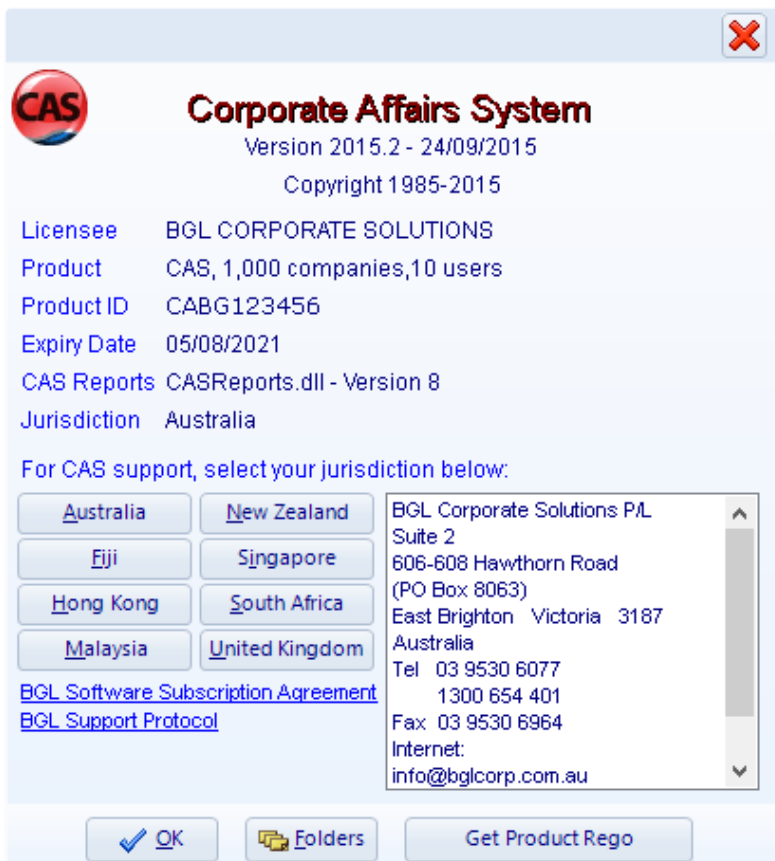 CAS
Corporate Affairs System
Version 2015.2 - 24/09/2015
Copyright 1985-2015
Licensee BGL CORPORATE SOLUTIONS
Product CAS, 1,000 companies,10 users
Product ID CABG123456
Expiry Date 05/08/2021
CAS Reports CASReports.dll - Version 8
Jurisdiction Australia
For CAS support, select your jurisdiction below:
Australia New Zealand
Fiji Singapore
Hong Kong South Africa
Malaysia United Kingdom
BGL Software Subscription Agreement
BGL Support Protocol
BGL Corporate Solutions P/L
Suite 2
606-608 Hawthorn Road
(PO Box 8063)
East Brighton Victoria 3187
Australia
Tel 03 9530 6077
1300 654 401
Fax 03 9530 6964
Internet:
info@bglcorp.com.au
OK Folders Get Product Rego